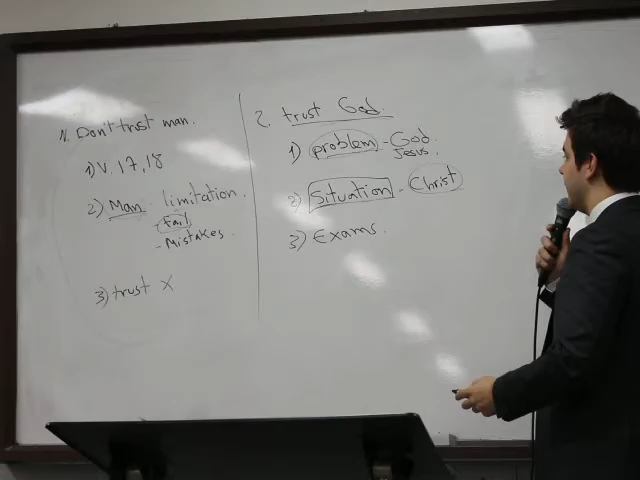 1. Don't trust man.
1) V. 17, 18
2) Man - limitation.
fail
- Mistakes.
3) trust X
2. trust God.
1) problem - God
Jesus.
2) Situation - Christ
3) Exams.